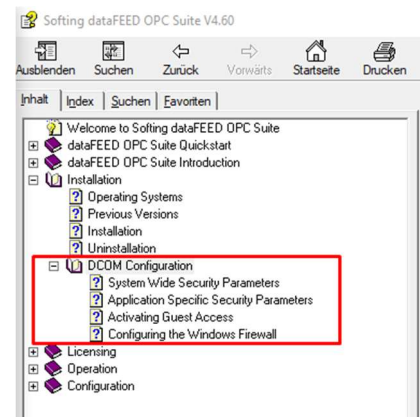 Softing dataFEED OPC Suite V4.60
Ausblenden Suchen Zurück Vorwärts Startseite Drucken
Inhalt Index Suchen Favoriten
Welcome to Softing dataFEED OPC Suite
dataFEED OPC Suite Quickstart
dataFEED OPC Suite Introduction
Installation
Operating Systems
Previous Versions
Installation
Uninstallation
DCOM Configuration
System Wide Security Parameters
Application Specific Security Parameters
Activating Guest Access
Configuring the Windows Firewall
Licensing
Operation
Configuration